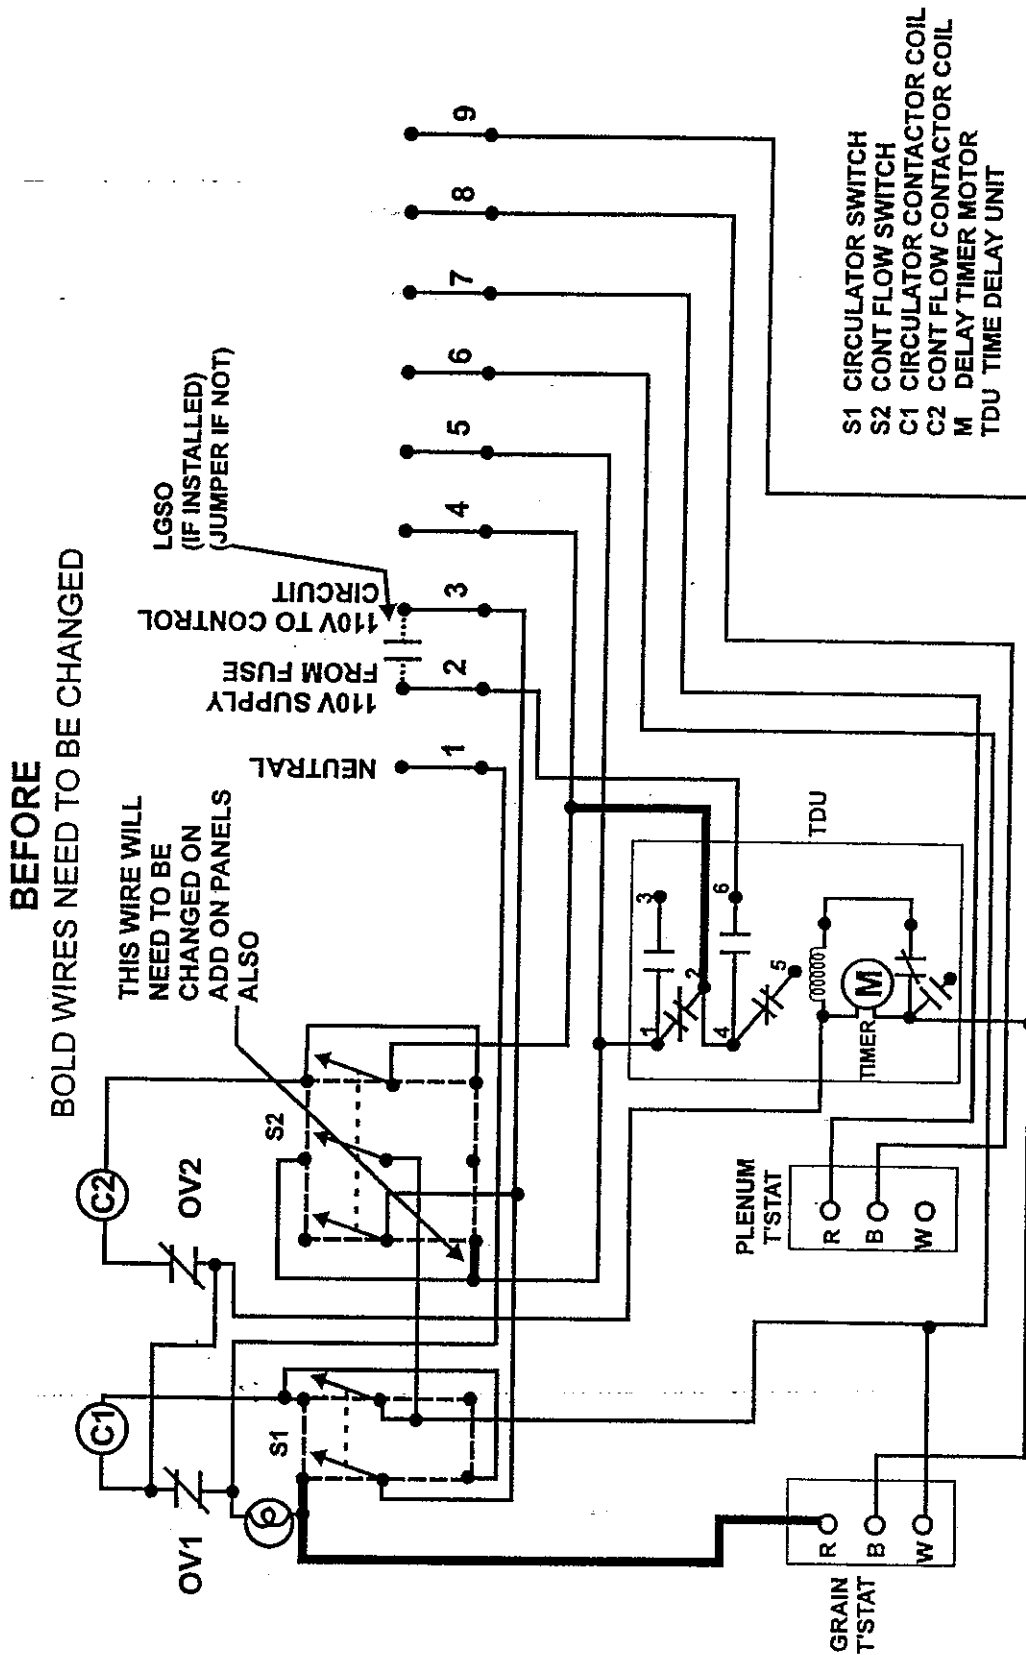 BEFORE
BOLD WIRES NEED TO BE CHANGED
THIS WIRE WILL
NEED TO BE
CHANGED ON
ADD ON PANELS
ALSO
LGSO
(IF INSTALLED)
(JUMPER IF NOT)
NEUTRAL
110V SUPPLY
FROM FUSE
110V TO CONTROL
CIRCUIT
1
2
3
4
5
6
7
8
9
C1
C2
OV1
OV2
S1
S2
TDU
1
2
3
4
5
6
M
TIMER
PLENUM
T'STAT
R
B
W
GRAIN
T'STAT
R
B
W
S1 CIRCULATOR SWITCH
S2 CONT FLOW SWITCH
C1 CIRCULATOR CONTACTOR COIL
C2 CONT FLOW CONTACTOR COIL
M DELAY TIMER MOTOR
TDU TIME DELAY UNIT